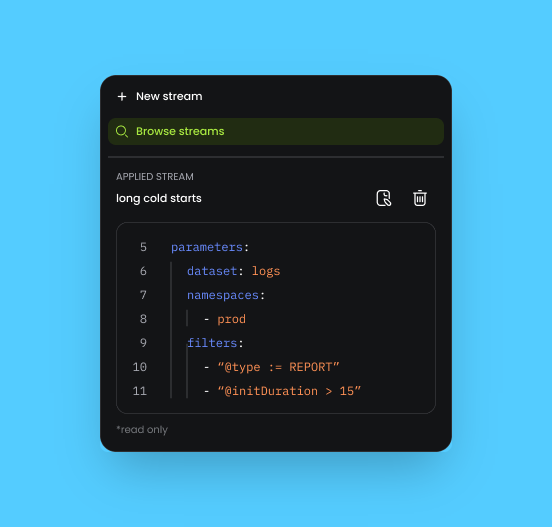 + New stream
Browse streams
APPLIED STREAM
long cold starts
5 parameters:
6 dataset: logs
7 namespaces:
8 - prod
9 filters:
10 - “@type := REPORT”
11 - “@initDuration > 15”
*read only